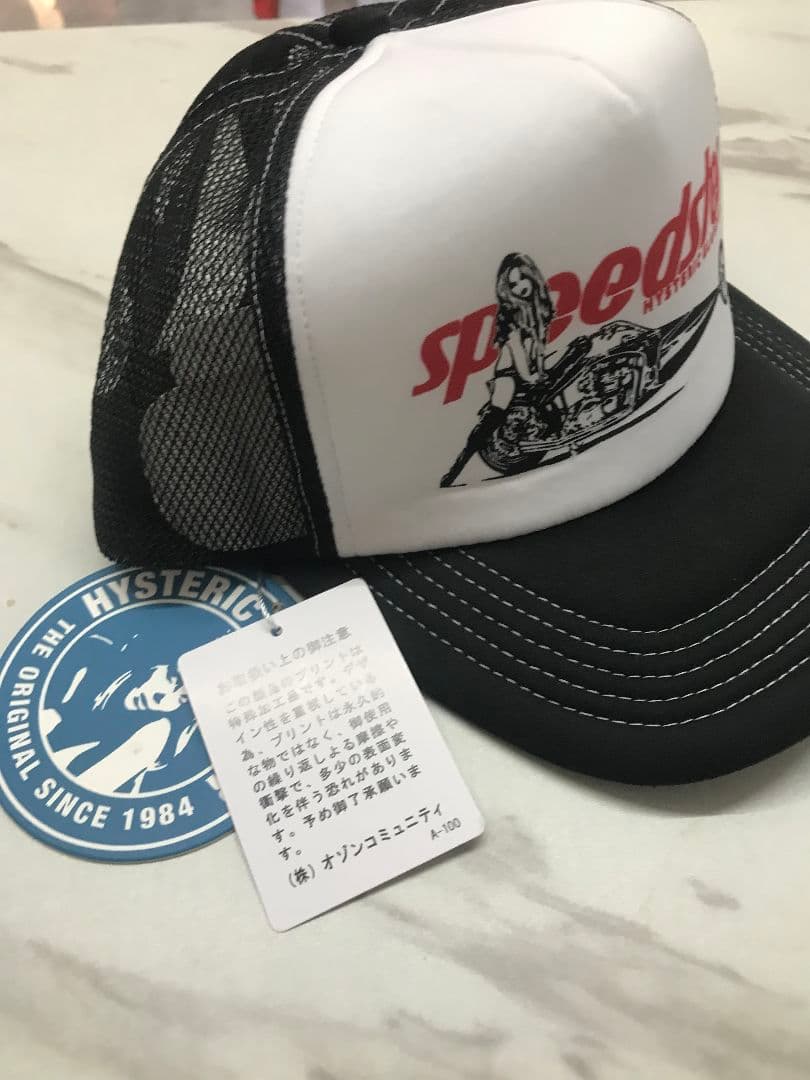 speedsh
HYSTERIC GL
HYSTERIC
THE ORIGINAL SINCE 1984
お取扱い上の御注意
この製品のプリントは
特殊加工品です。デザ
イン性を重視している
為、プリントは永久的
な物ではなく、御使用
の繰り返しよる摩擦や
衝撃で、多少の表面変
化を伴う恐れがありま
す。予め御了承願いま
す。
(株) オゾンコミュニティ
A-100